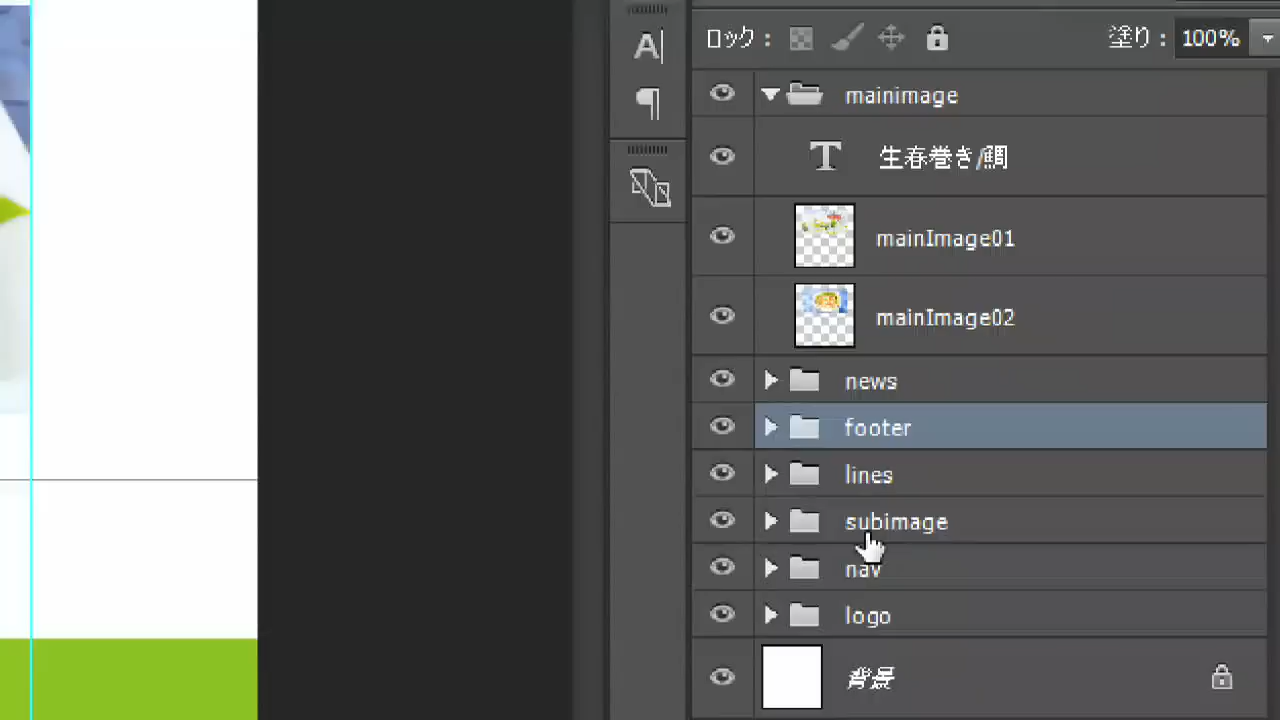 ロック : 塗り : 100%
mainimage
生春巻き/鯛
mainImage01
mainImage02
news
footer
lines
subimage
nav
logo
背景